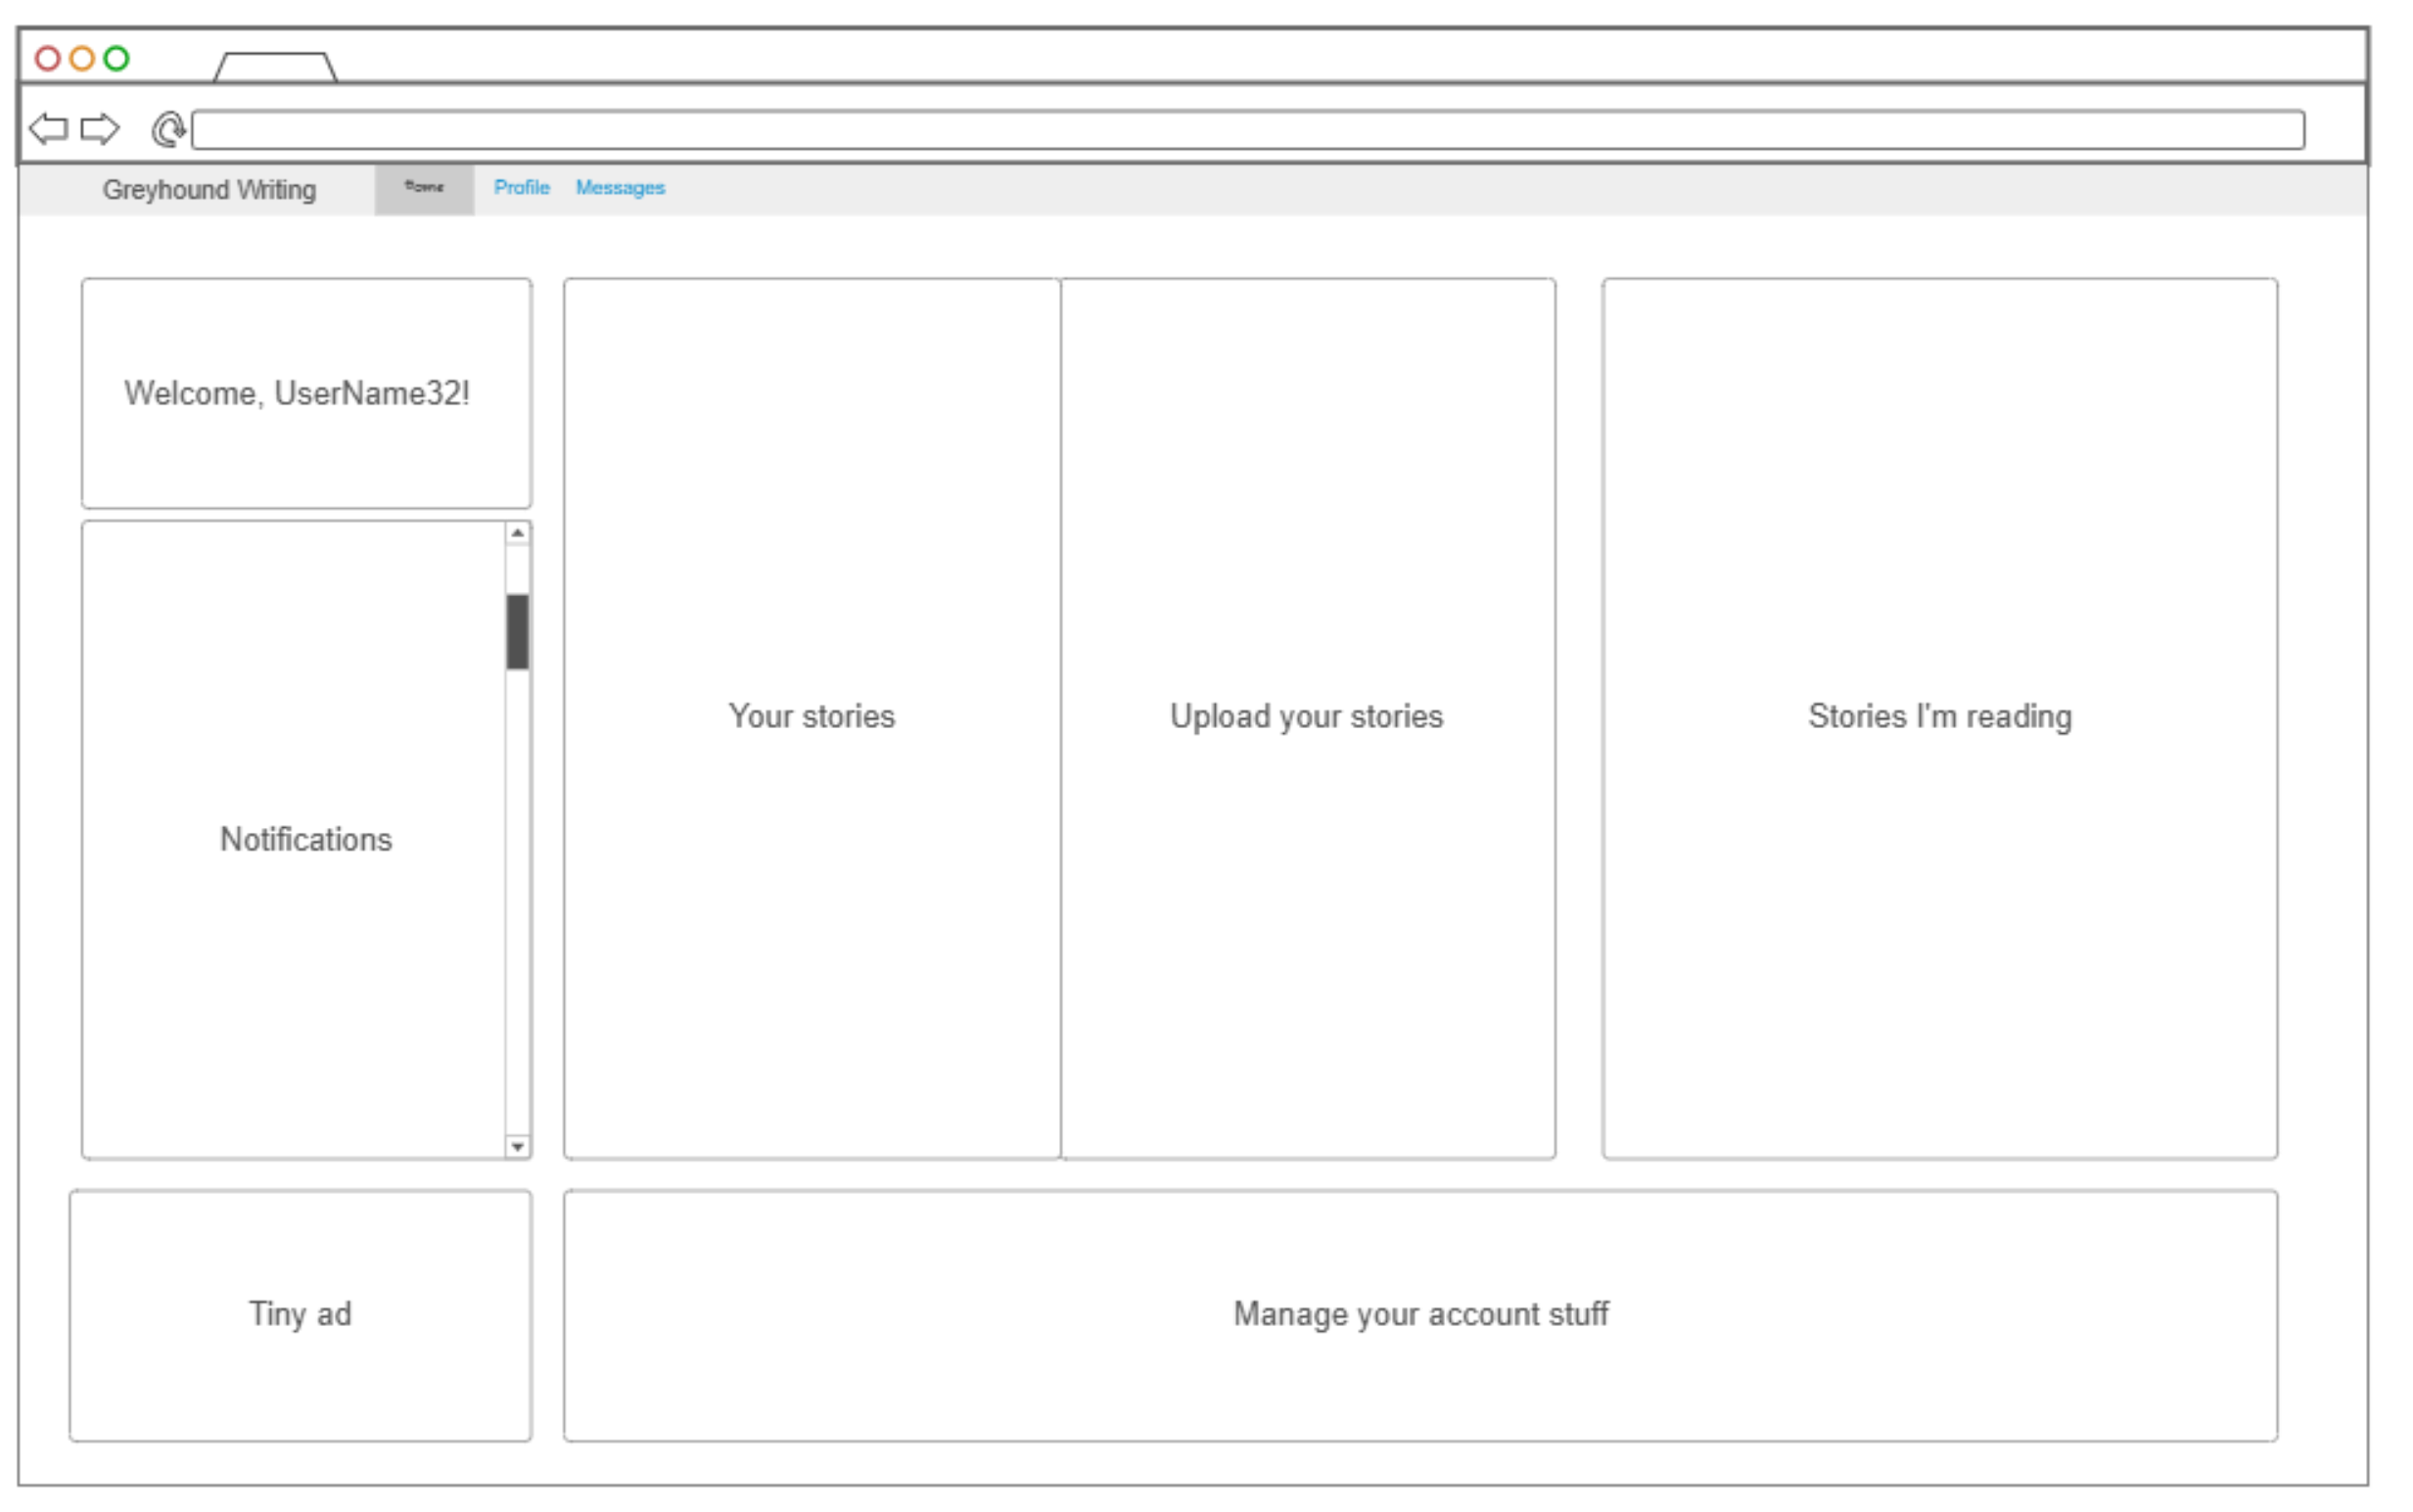 Greyhound Writing
Home
Profile
Messages
Welcome, UserName32!
Notifications
Your stories
Upload your stories
Stories I'm reading
Tiny ad
Manage your account stuff